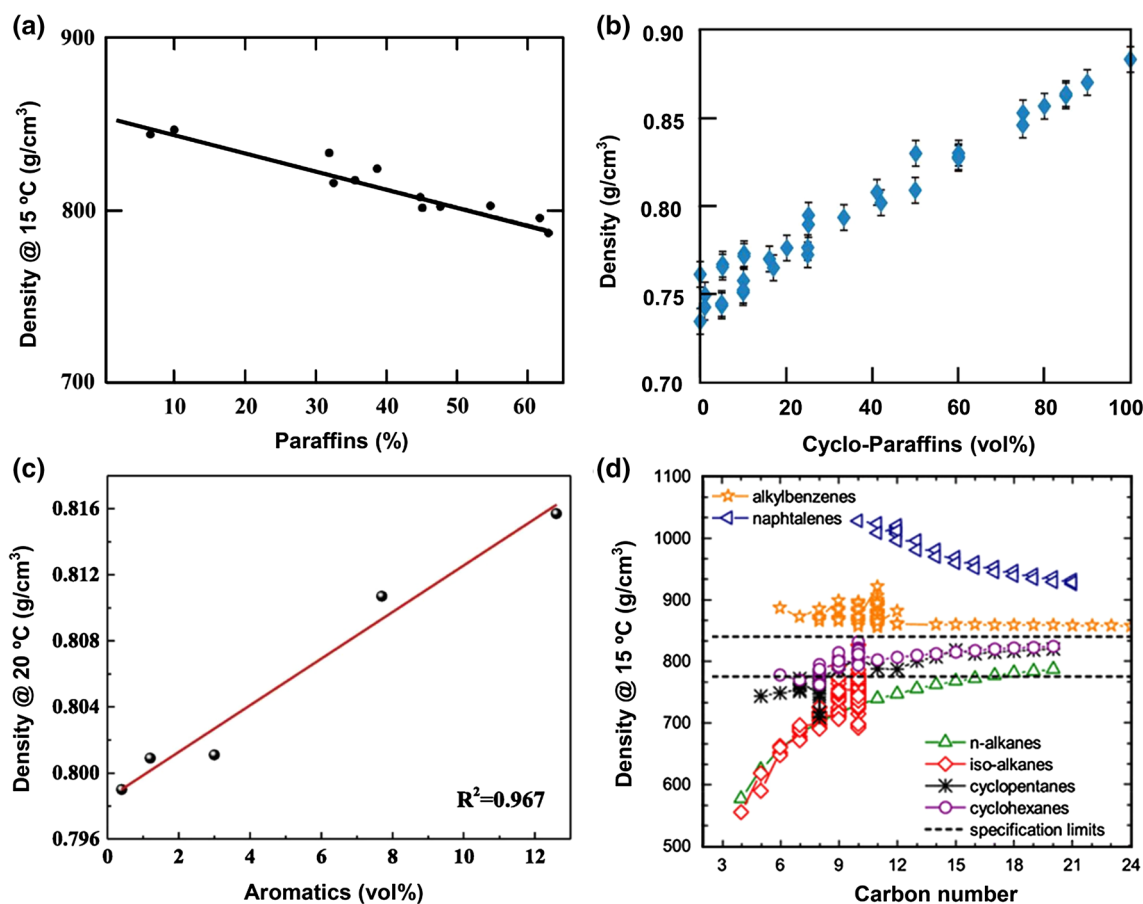 (a)
900
800
700
Density @ 15 ºC (g/cm³)
10 20 30 40 50 60
Paraffins (%)
(b)
0.90
0.85
0.80
0.75
0.70
Density (g/cm³)
0 20 40 60 80 100
Cyclo-Paraffins (vol%)
(c)
0.816
0.812
0.808
0.804
0.800
0.796
Density @ 20 ºC (g/cm³)
R²=0.967
0 2 4 6 8 10 12
Aromatics (vol%)
(d)
1100
1000
900
800
700
600
500
Density @ 15 ºC (g/cm³)
alkylbenzenes
naphtalenes
n-alkanes
iso-alkanes
cyclopentanes
cyclohexanes
specification limits
3 6 9 12 15 18 21 24
Carbon number